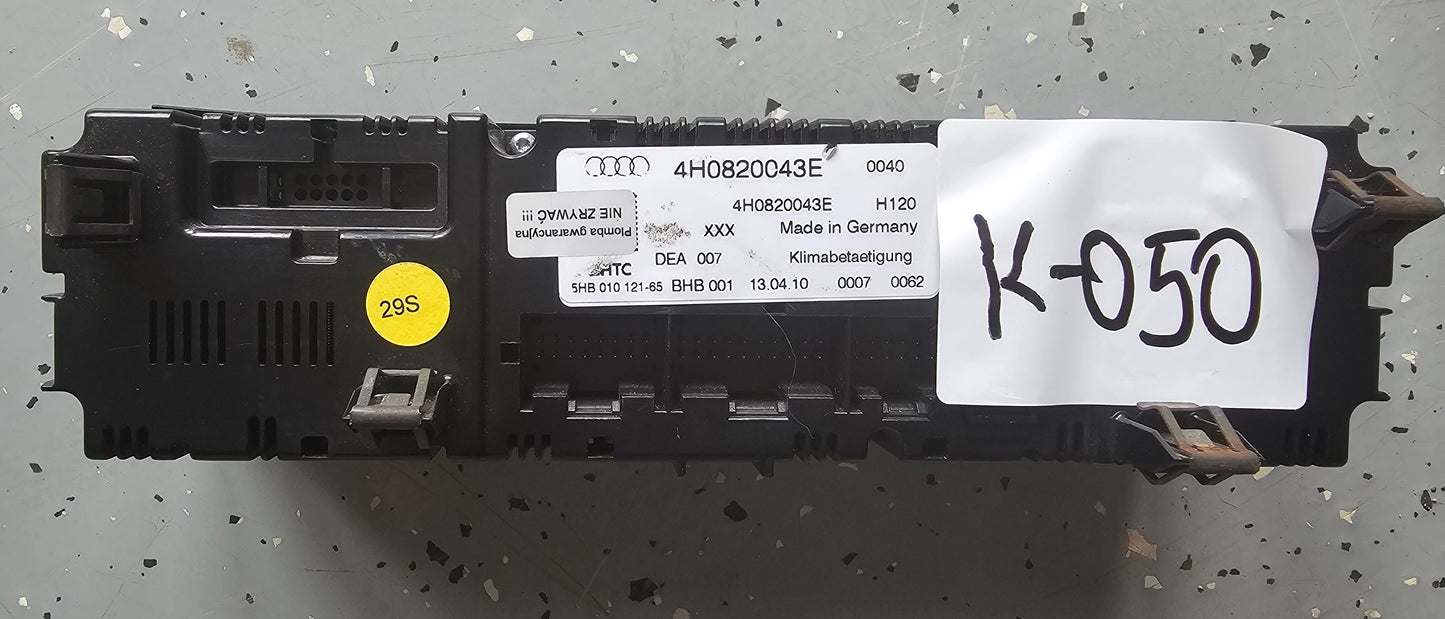 4H0820043E 0040
4H0820043E H120
XXX Made in Germany
DEA 007 Klimabetaetigung
BHTC
5HB 010 121-65 BHB 001 13.04.10 0007 0062
Plomba gwarancyjna
NIE ZRYWAĆ !!!
29S
K-050